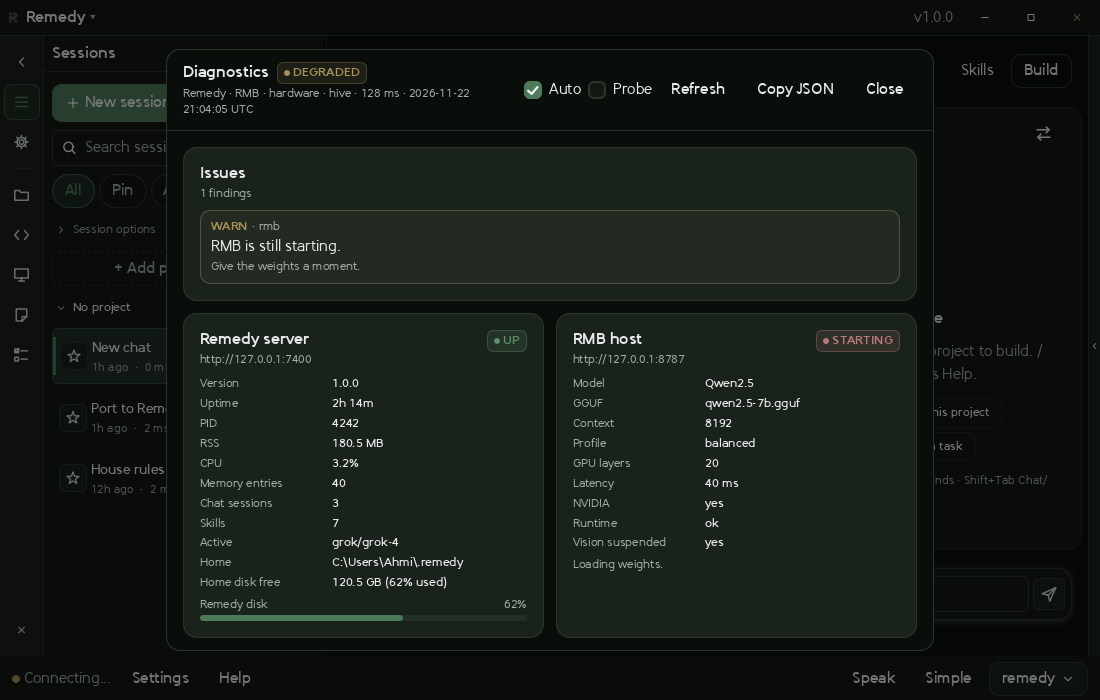 Remedy
v1.0.0
Sessions
+ New session
Search sessi
All
Pin
Session options
+ Add p
No project
New chat
1h ago · 0 m
Port to Rem
1h ago · 2 m
House rules
12h ago · 2 m
Skills
Build
Diagnostics
DEGRADED
Remedy · RMB · hardware · hive · 128 ms · 2026-11-22
21:04:05 UTC
Auto
Probe
Refresh
Copy JSON
Close
Issues
1 findings
WARN · rmb
RMB is still starting.
Give the weights a moment.
Remedy server
UP
http://127.0.0.1:7400
Version 1.0.0
Uptime 2h 14m
PID 4242
RSS 180.5 MB
CPU 3.2%
Memory entries 40
Chat sessions 3
Skills 7
Active grok/grok-4
Home C:\Users\Ahmi\.remedy
Home disk free 120.5 GB (62% used)
Remedy disk 62%
RMB host
STARTING
http://127.0.0.1:8787
Model Qwen2.5
GGUF qwen2.5-7b.gguf
Context 8192
Profile balanced
GPU layers 20
Latency 40 ms
NVIDIA yes
Runtime ok
Vision suspended yes
Loading weights.
e
project to build. /
s Help.
his project
task
nds · Shift+Tab Chat/
Connecting...
Settings
Help
Speak
Simple
remedy